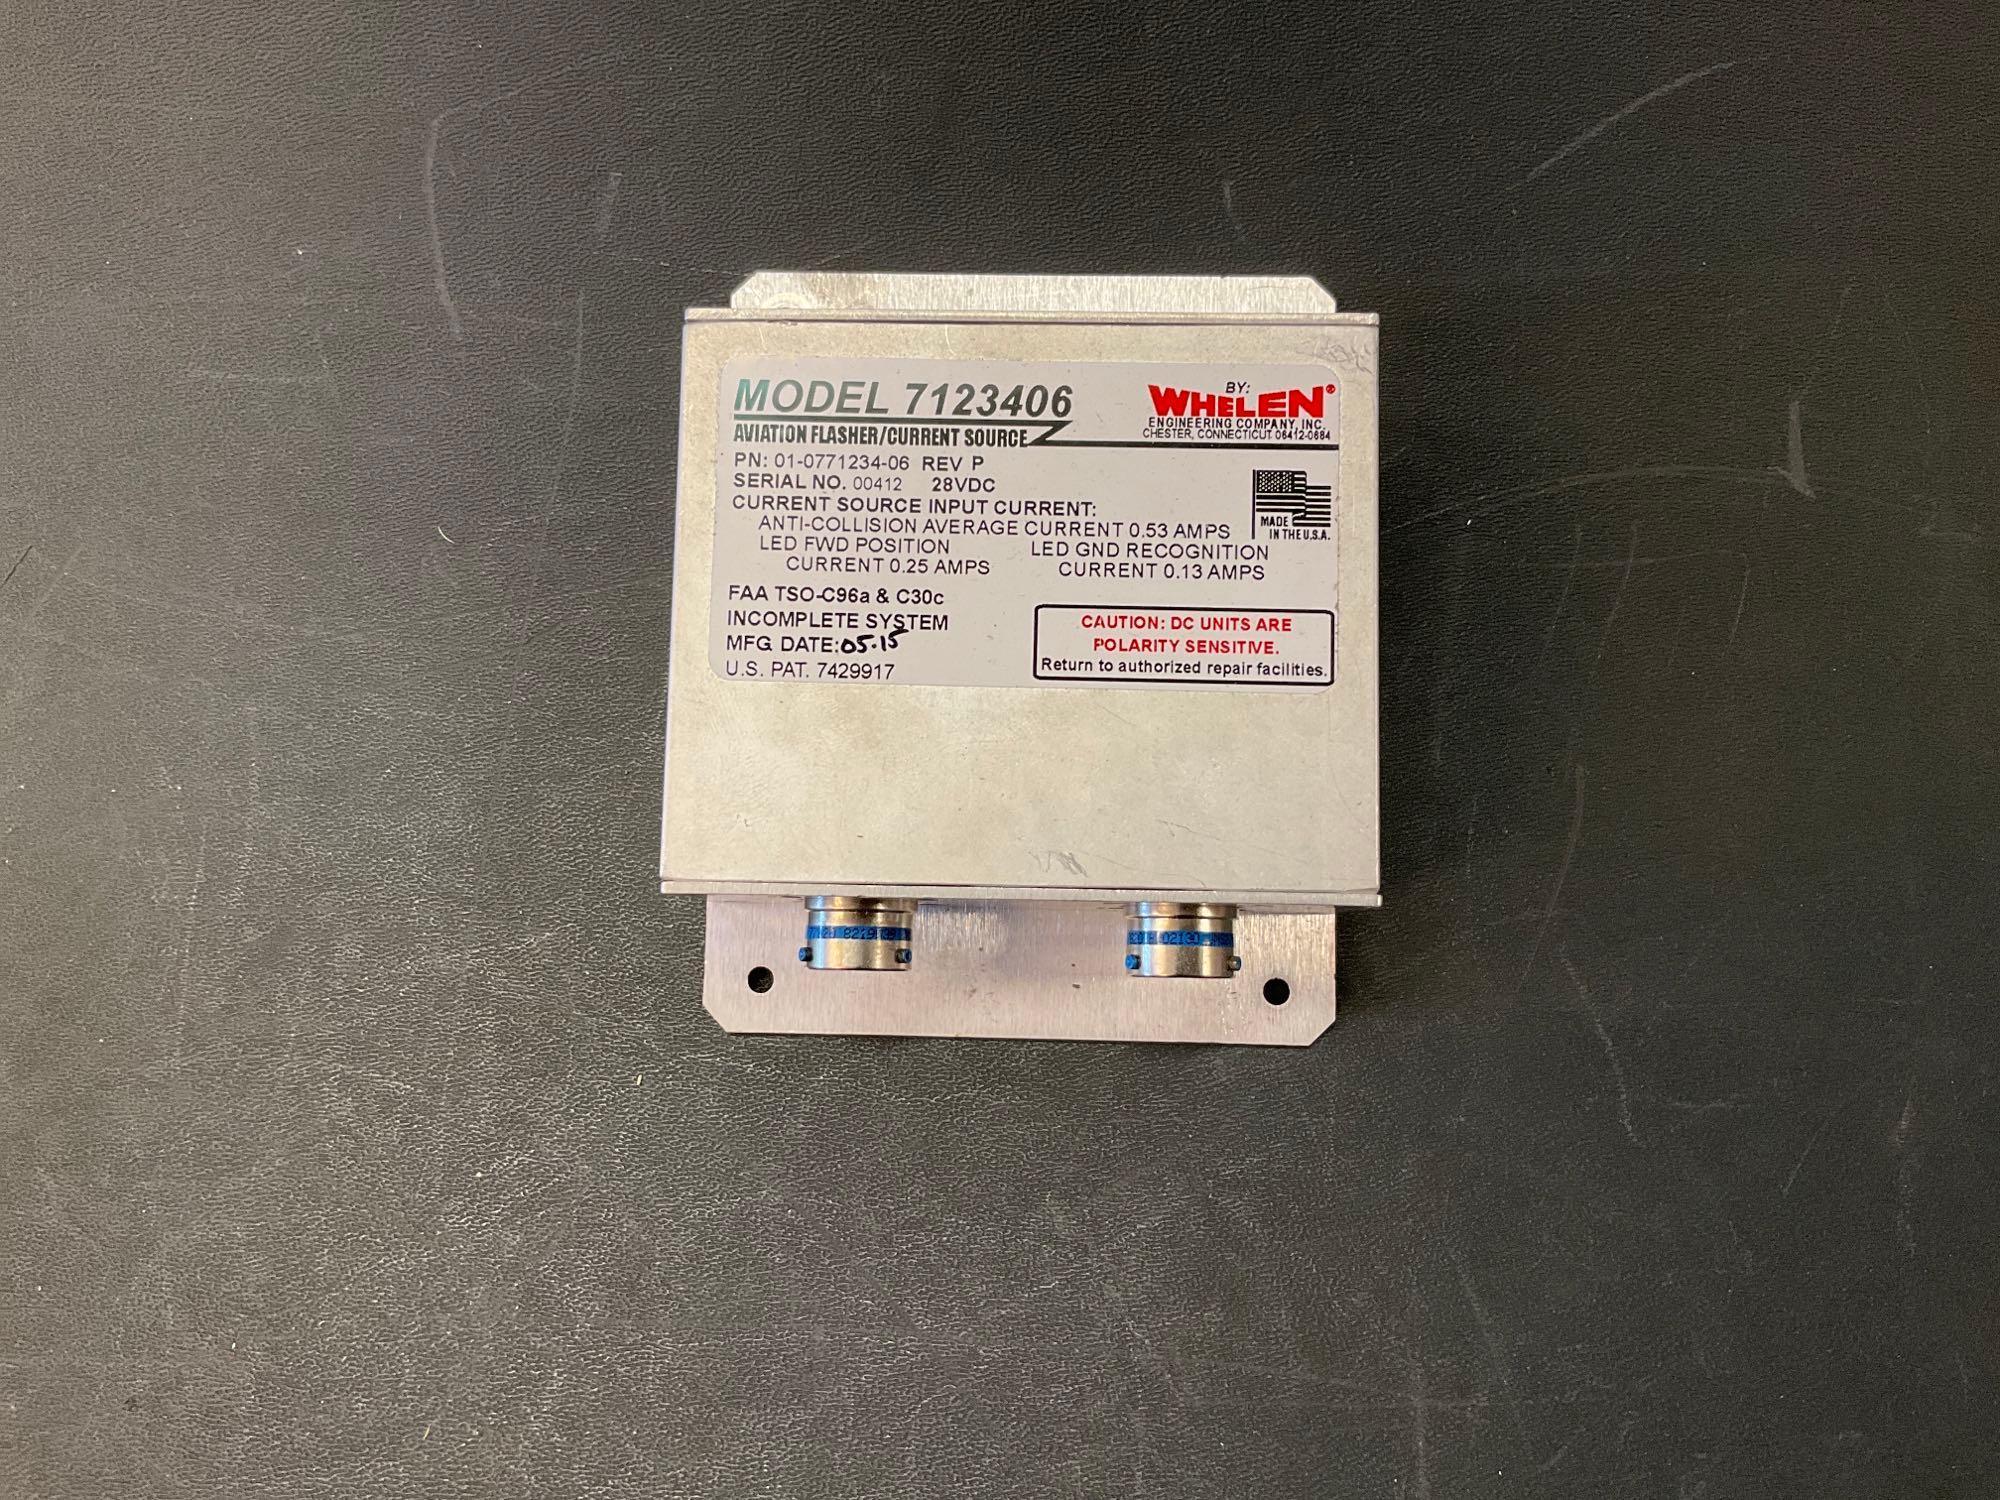 MODEL 7123406
AVIATION FLASHER/CURRENT SOURCE
BY:
WHELEN®
ENGINEERING COMPANY, INC.
CHESTER, CONNECTICUT 06412-0684
PN: 01-0771234-06 REV P
SERIAL NO. 00412 28VDC
CURRENT SOURCE INPUT CURRENT:
ANTI-COLLISION AVERAGE CURRENT 0.53 AMPS
LED FWD POSITION
CURRENT 0.25 AMPS
LED GND RECOGNITION
CURRENT 0.13 AMPS
MADE
IN THE U.S.A.
FAA TSO-C96a & C30c
INCOMPLETE SYSTEM
MFG DATE: 05.15
U.S. PAT. 7429917
CAUTION: DC UNITS ARE
POLARITY SENSITIVE.
Return to authorized repair facilities.